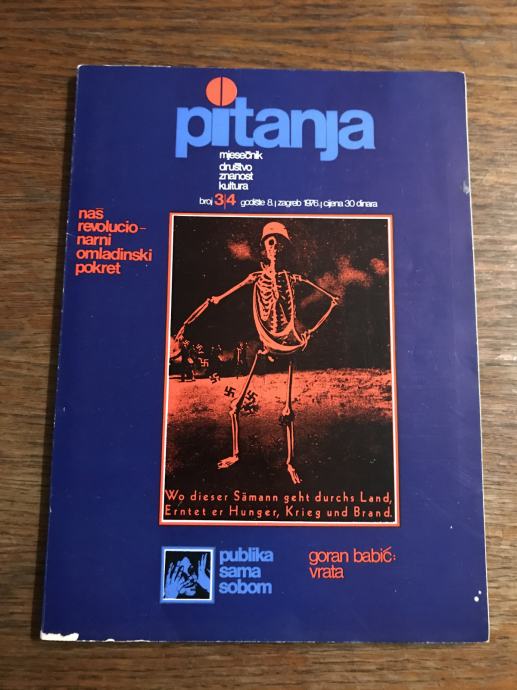 pitanja
mjesečnik
društvo
znanost
kultura
broj 3/4 godište 8. | zagreb 1976. | cijena 30 dinara
naš
revolucio-
narni
omladinski
pokret
Wo dieser Sämann geht durchs Land,
Erntet er Hunger, Krieg und Brand.
publika
sama
sobom
goran babić:
vrata